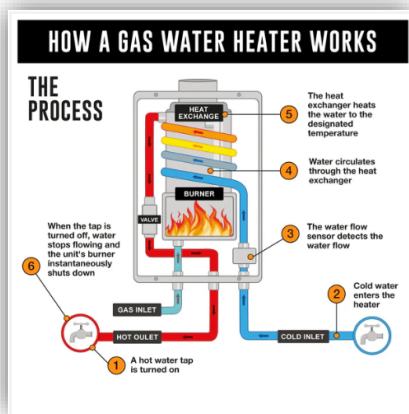 HOW A GAS WATER HEATER WORKS
THE
PROCESS
HEAT
EXCHANGE
5
The heat
exchanger heats
the water to the
designated
temperature
4
Water circulates
through the heat
exchanger
BURNER
VALVE
3
The water flow
sensor detects the
water flow
When the tap is
turned off, water
stops flowing and
the unit's burner
instantaneously
shuts down
6
2
Cold water
enters the
heater
GAS INLET
HOT OULET
COLD INLET
1
A hot water tap
is turned on